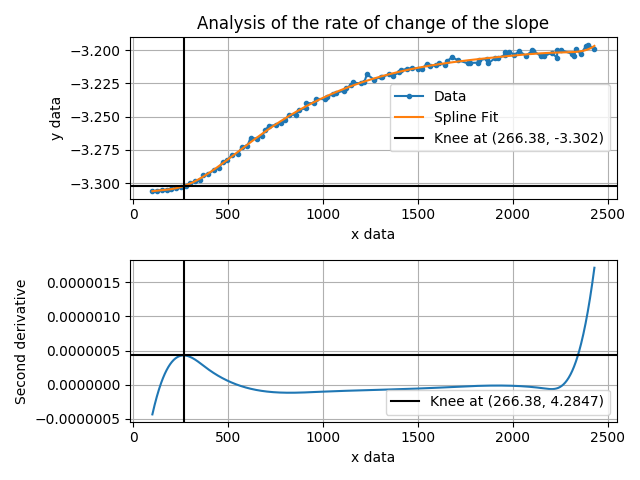 Analysis of the rate of change of the slope
−3.200
−3.225
−3.250
−3.275
−3.300
y data
Data
Spline Fit
Knee at (266.38, -3.302)
0 500 1000 1500 2000 2500
x data
0.0000015
0.0000010
0.0000005
0.0000000
−0.0000005
Second derivative
Knee at (266.38, 4.2847)
0 500 1000 1500 2000 2500
x data